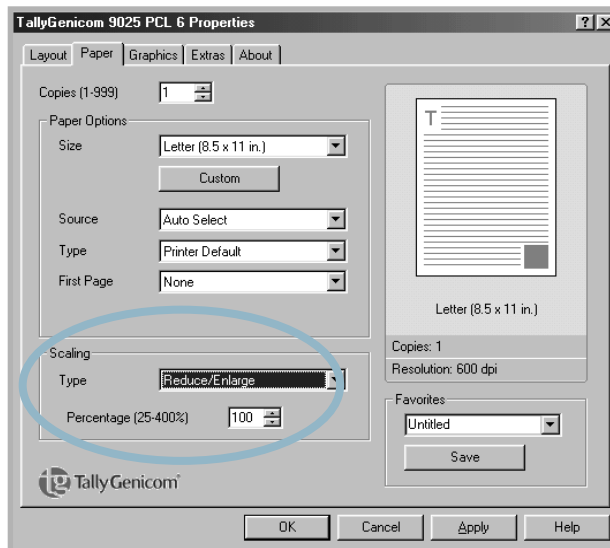 TallyGenicom 9025 PCL 6 Properties
Layout Paper Graphics Extras About
Copies (1-999) 1
Paper Options
Size Letter (8.5 x 11 in.)
Custom
Source Auto Select
Type Printer Default
First Page None
Scaling
Type Reduce/Enlarge
Percentage (25-400%) 100
TallyGenicom
T
Letter (8.5 x 11 in.)
Copies: 1
Resolution: 600 dpi
Favorites
Untitled
Save
OK Cancel Apply Help